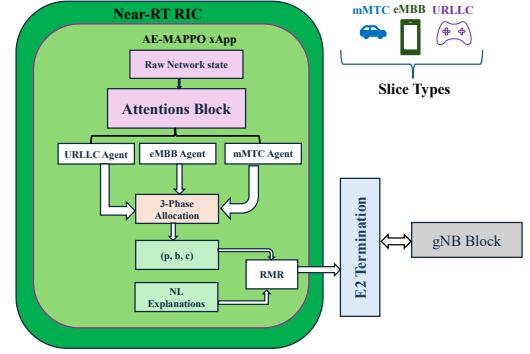 Near-RT RIC
AE-MAPPO xApp
Raw Network state
Attentions Block
URLLC Agent
eMBB Agent
mMTC Agent
3-Phase
Allocation
(p, b, c)
NL
Explanations
RMR
E2 Termination
gNB Block
mMTC eMBB URLLC
Slice Types